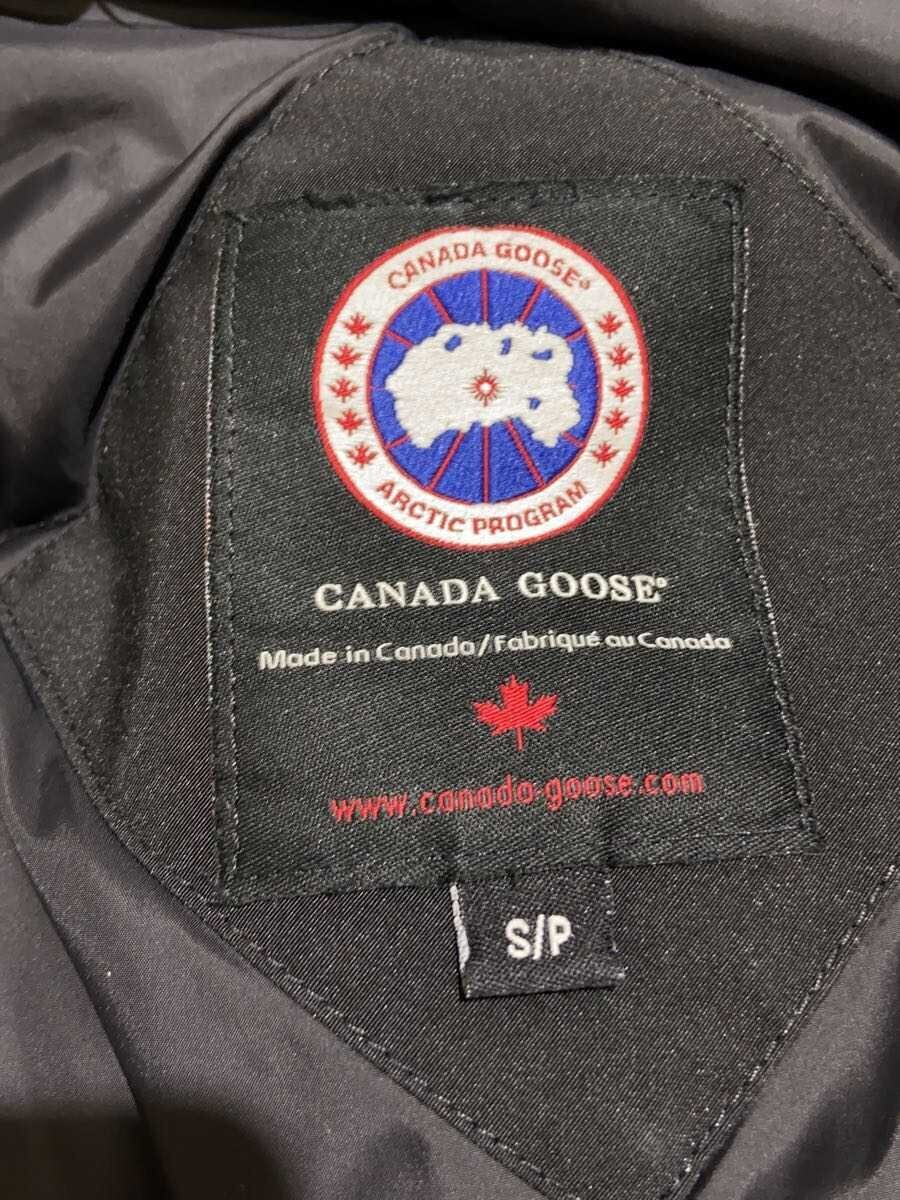 CANADA GOOSE®
ARCTIC PROGRAM
CANADA GOOSE®
Made in Canada/Fabriqué au Canada
www.canada-goose.com
S/P